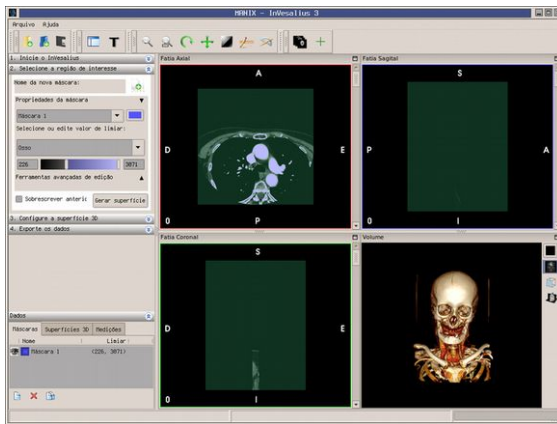 MANIX - InVesalius 3
Arquivo Ajuda
1. Inicie o InVesalius
2. Selecione a região de interesse
Nome da nova máscara:
Propriedades da máscara
Máscara 1
Selecione ou edite valor de limiar:
Osso
226 3071
Ferramentas avançadas de edição
Sobrescrever anteri Gerar superfície
3. Configure a superfície 3D
4. Exporte os dados
Dados
Máscaras Superfícies 3D Medições
Nome Limiar
Máscara 1 (226, 3071)
Fatia Axial
A
D E
0 P
Fatia Sagital
S
P A
0 I
Fatia Coronal
S
D E
0 I
Volume